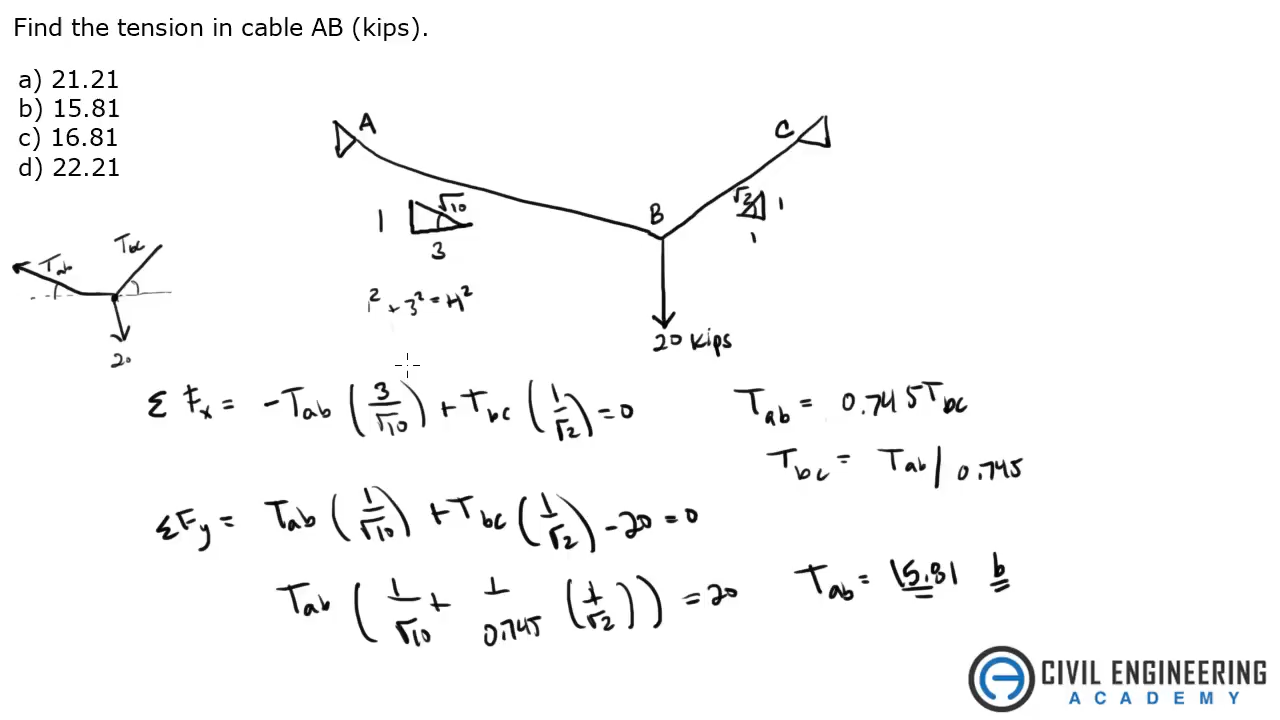 Find the tension in cable AB (kips).
a) 21.21
b) 15.81
c) 16.81
d) 22.21
A
C
√10
1
3
B
√2
1
1
Tbc
Tab
20
1² + 3² = H²
20 kips
Σ Fx = -Tab (3/√10) + Tbc (1/√2) = 0
Tab = 0.745Tbc
Tbc = Tab / 0.745
ΣFy = Tab (1/√10) + Tbc (1/√2) - 20 = 0
Tab (1/√10 + 1/0.745 (1/√2)) = 20
Tab = 15.81 b
CIVIL ENGINEERING
ACADEMY